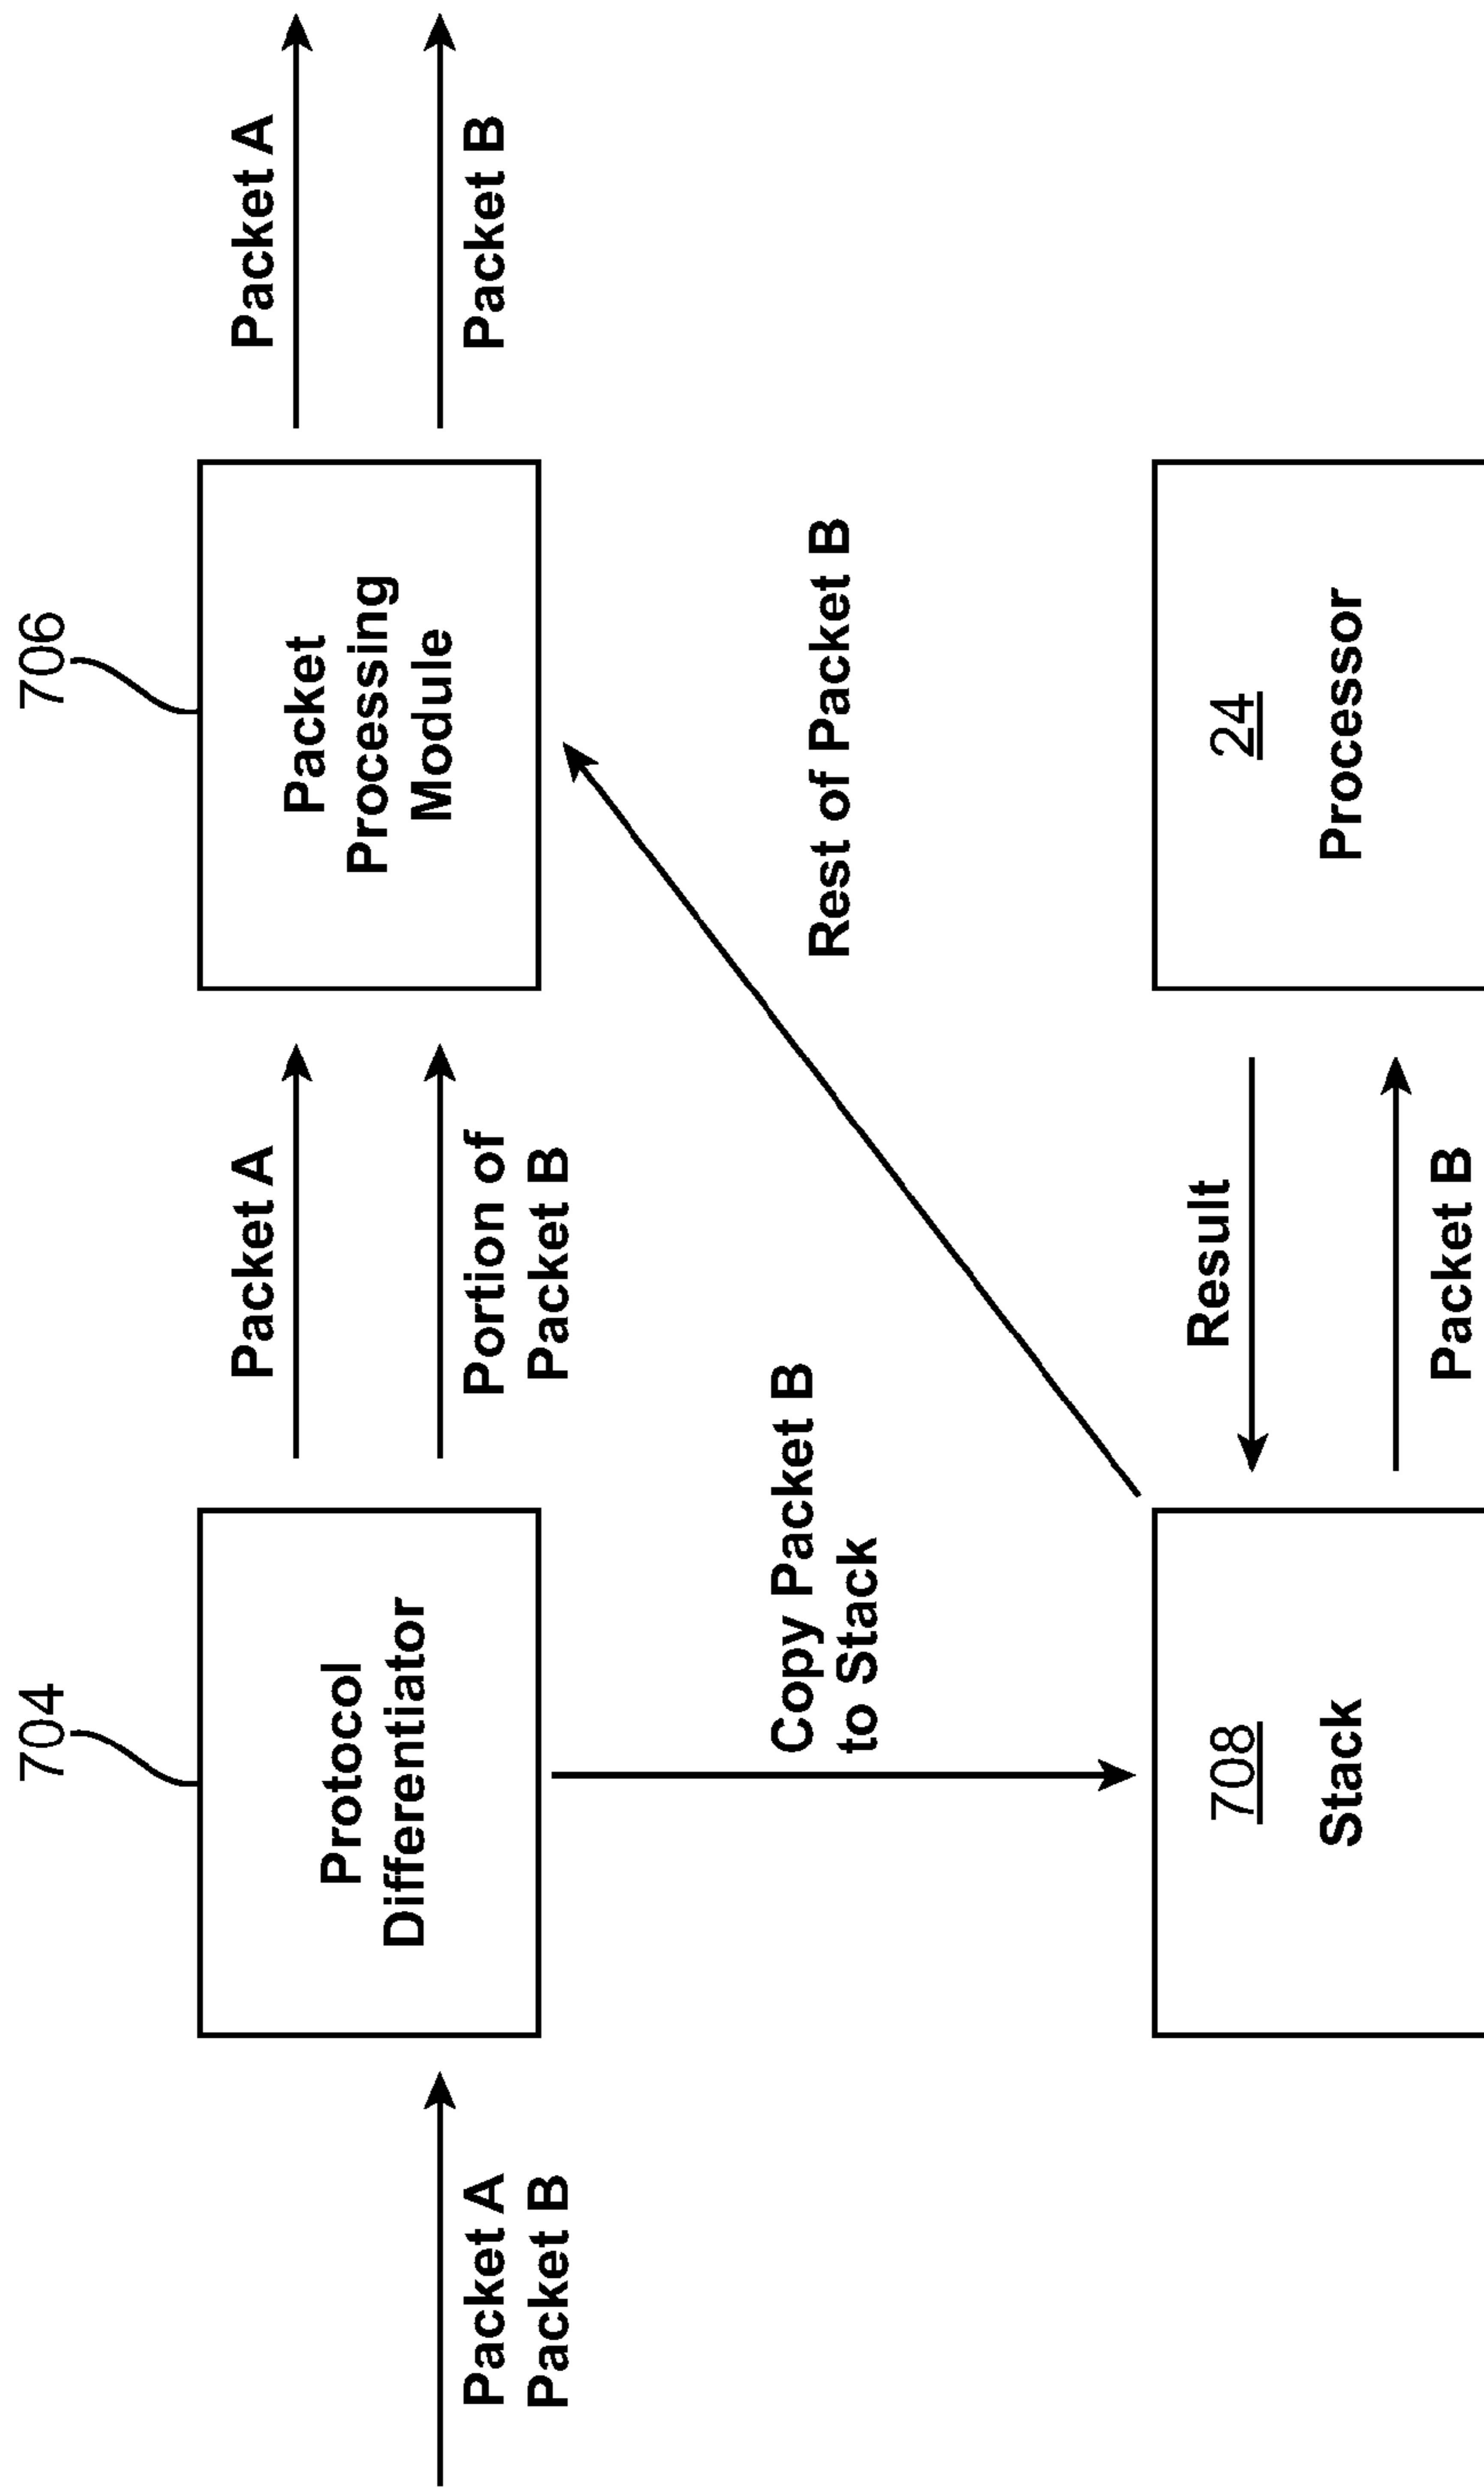 704
706
Packet A
Packet B
Protocol
Differentiator
Packet A
Portion of
Packet B
Packet
Processing
Module
Packet A
Packet B
Copy Packet B
to Stack
Rest of Packet B
708
Stack
Result
Packet B
24
Processor